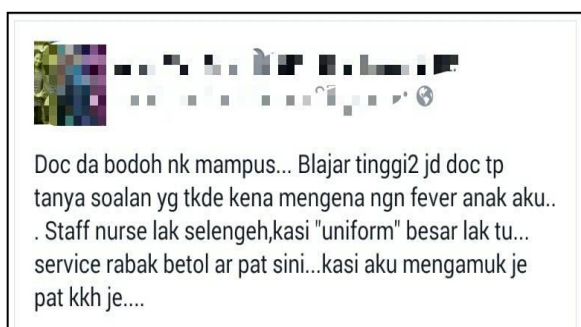 Doc da bodoh nk mampus... Blajar tinggi2 jd doc tp
tanya soalan yg tkde kena mengena ngn fever anak aku..
. Staff nurse lak selengeh,kasi "uniform" besar lak tu...
service rabak betol ar pat sini...kasi aku mengamuk je
pat kkh je....